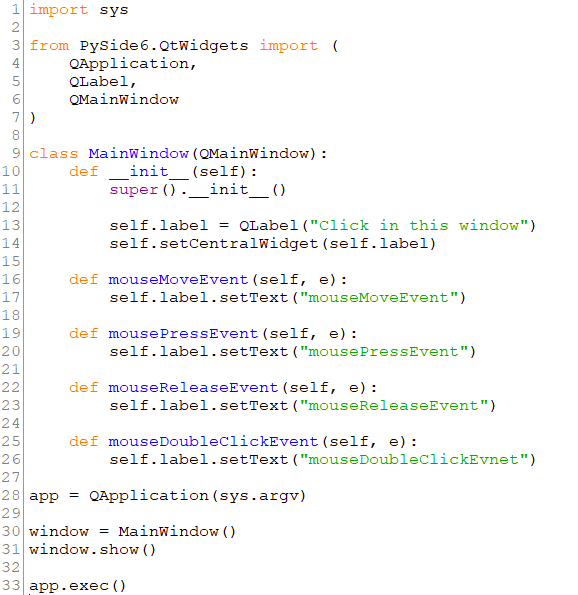 1 import sys
2
3 from PySide6.QtWidgets import (
4     QApplication,
5     QLabel,
6     QMainWindow
7 )
8
9 class MainWindow(QMainWindow):
10     def __init__(self):
11         super().__init__()
12
13         self.label = QLabel("Click in this window")
14         self.setCentralWidget(self.label)
15
16     def mouseMoveEvent(self, e):
17         self.label.setText("mouseMoveEvent")
18
19     def mousePressEvent(self, e):
20         self.label.setText("mousePressEvent")
21
22     def mouseReleaseEvent(self, e):
23         self.label.setText("mouseReleaseEvent")
24
25     def mouseDoubleClickEvent(self, e):
26         self.label.setText("mouseDoubleClickEvnet")
27
28 app = QApplication(sys.argv)
29
30 window = MainWindow()
31 window.show()
32
33 app.exec()